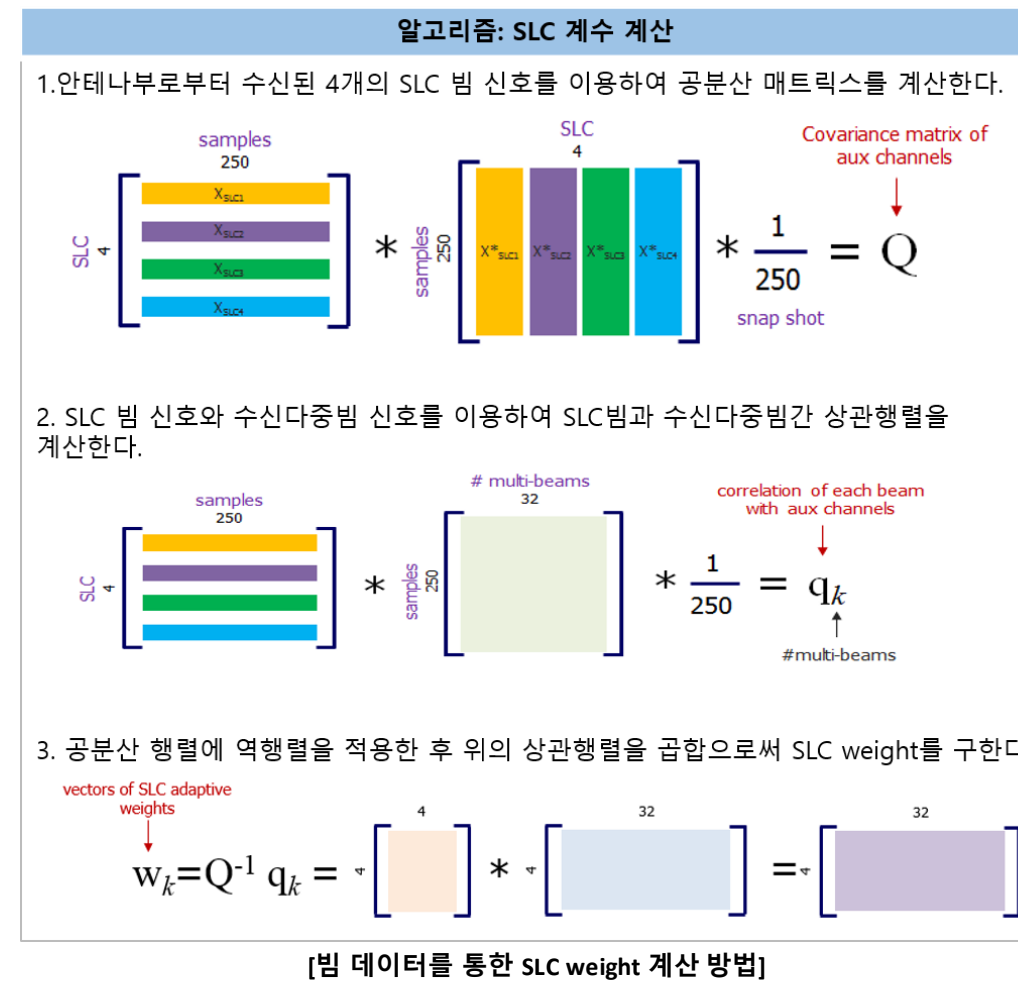 알고리즘: SLC 계수 계산
1.안테나부로부터 수신된 4개의 SLC 빔 신호를 이용하여 공분산 매트릭스를 계산한다.
samples
250
SLC
4
X_SLC1
X_SLC2
X_SLC3
X_SLC4
*
SLC
4
samples
250
X*_SLC1 X*_SLC2 X*_SLC3 X*_SLC4
* 1/250 = Q
snap shot
Covariance matrix of
aux channels
2. SLC 빔 신호와 수신다중빔 신호를 이용하여 SLC빔과 수신다중빔간 상관행렬을
계산한다.
samples
250
SLC
4
*
# multi-beams
32
samples
250
* 1/250 = q_k
correlation of each beam
with aux channels
#multi-beams
3. 공분산 행렬에 역행렬을 적용한 후 위의 상관행렬을 곱합으로써 SLC weight를 구한다
vectors of SLC adaptive
weights
w_k=Q^-1 q_k =
4
4
*
32
4
=
32
4
[빔 데이터를 통한 SLC weight 계산 방법]